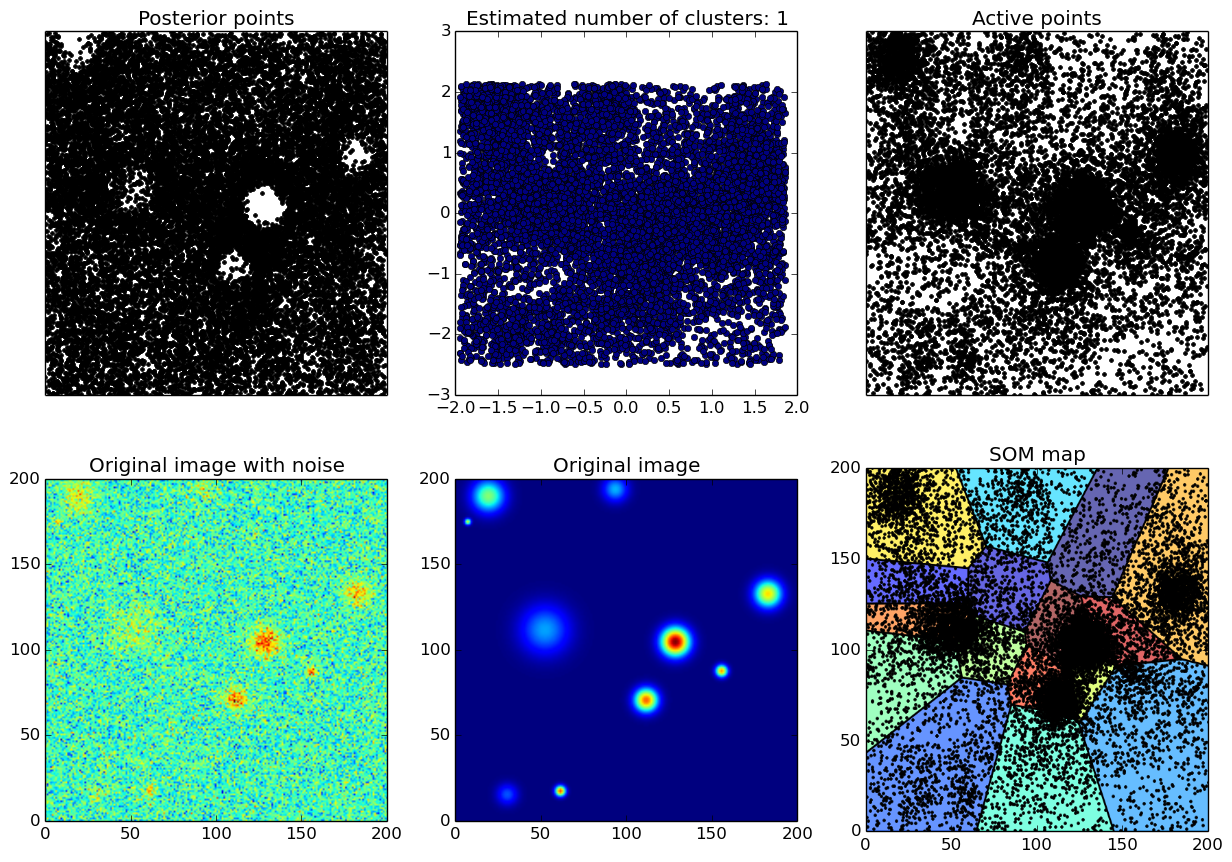 Posterior points
Estimated number of clusters: 1
Active points
3
2
1
0
−1
−2
−3
−2.0 −1.5 −1.0 −0.5 0.0 0.5 1.0 1.5 2.0
Original image with noise
Original image
SOM map
200
150
100
50
0
0 50 100 150 200
200
150
100
50
0
0 50 100 150 200
200
150
100
50
0
0 50 100 150 200